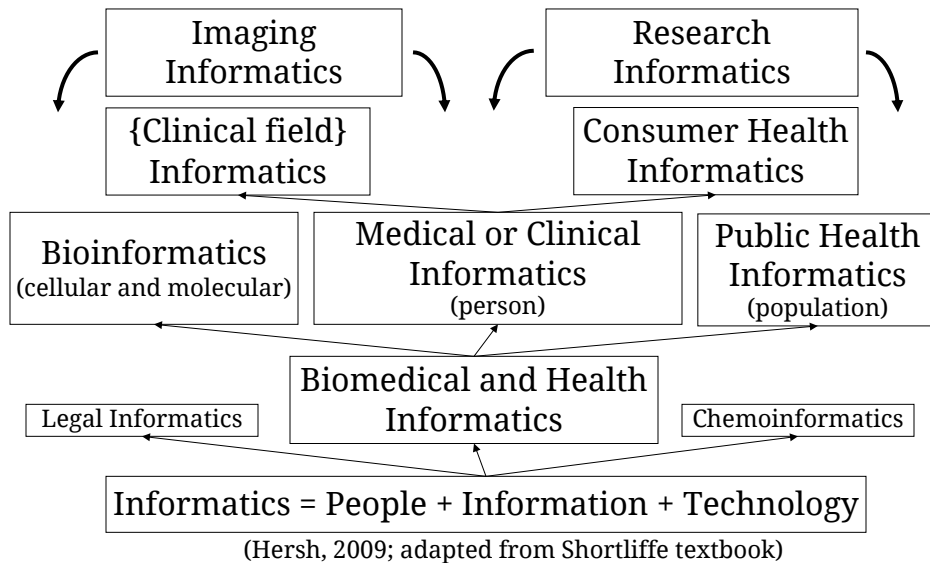 Imaging
Informatics
Research
Informatics
{Clinical field}
Informatics
Consumer Health
Informatics
Bioinformatics
(cellular and molecular)
Medical or Clinical
Informatics
(person)
Public Health
Informatics
(population)
Biomedical and Health
Informatics
Legal Informatics
Chemoinformatics
Informatics = People + Information + Technology
(Hersh, 2009; adapted from Shortliffe textbook)